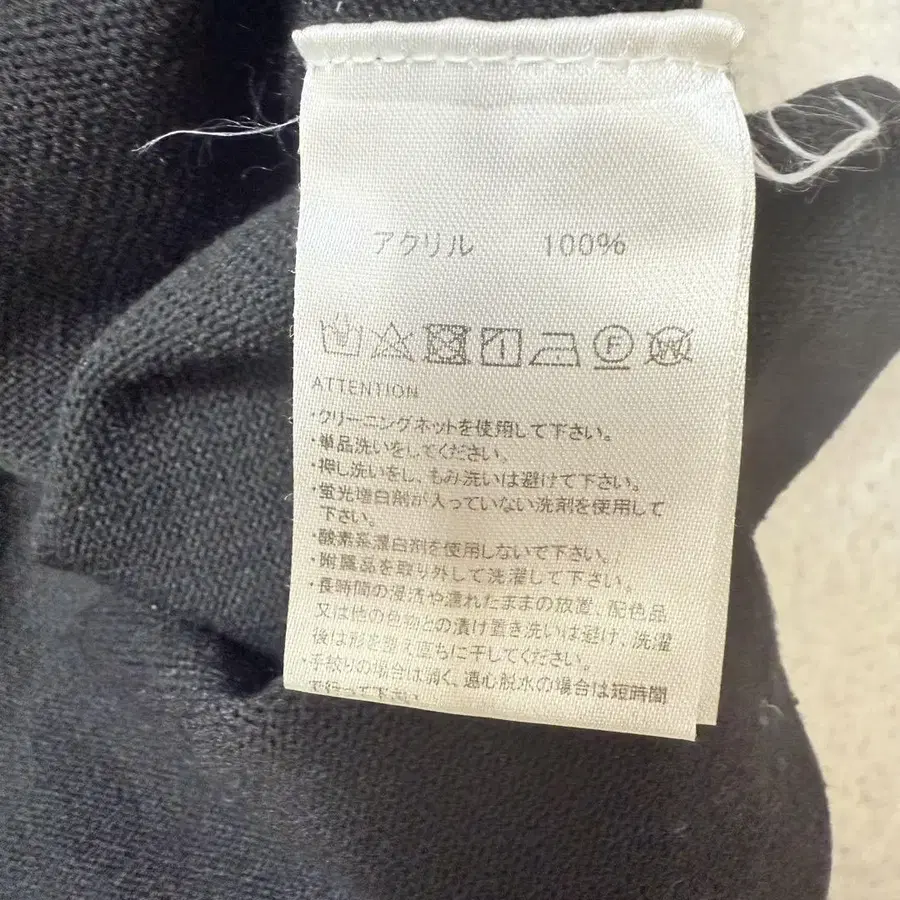 アクリル 100%
ATTENTION
・クリーニングネットを使用して下さい。
・単品洗いをしてください。
・押し洗いをし、もみ洗いは避けて下さい。
・蛍光増白剤が入っていない洗剤を使用して
下さい。
・酸素系漂白剤を使用しないで下さい。
・附属品を取り外して洗濯して下さい。
・長時間の浸漬や濡れたままの放置、配色品
又は他の色物との漬け置き洗いは避け、洗濯
後は形を整え直ちに干してください。
・手絞りの場合は弱く、遠心脱水の場合は短時間
で行って下さい